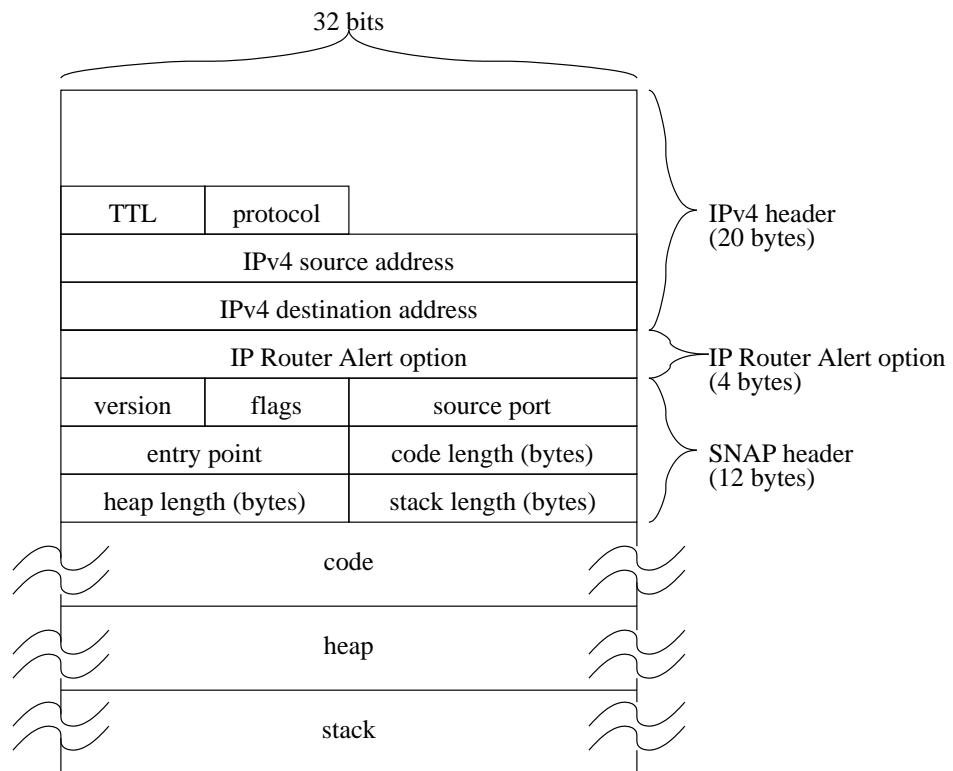 32 bits
TTL protocol
IPv4 source address
IPv4 destination address
IPv4 header
(20 bytes)
IP Router Alert option
IP Router Alert option
(4 bytes)
version flags source port
entry point code length (bytes)
heap length (bytes) stack length (bytes)
SNAP header
(12 bytes)
code
heap
stack